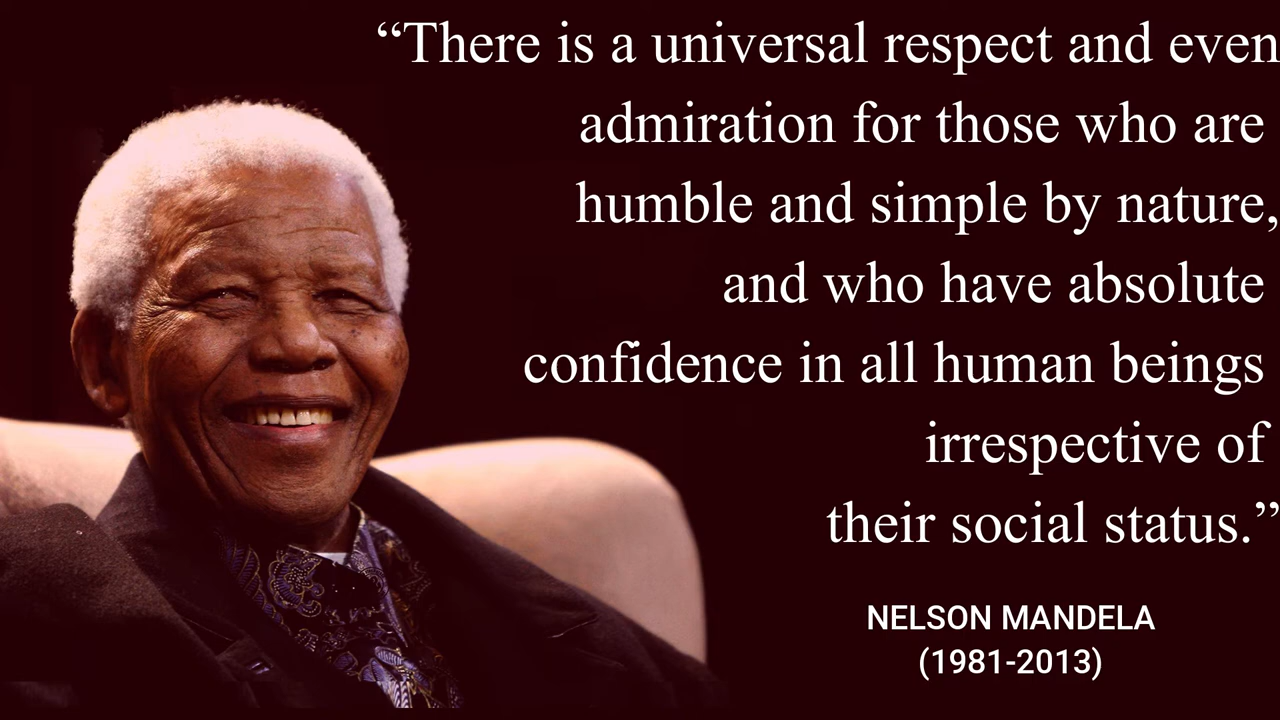 “There is a universal respect and even
admiration for those who are
humble and simple by nature,
and who have absolute
confidence in all human beings
irrespective of
their social status.”
NELSON MANDELA
(1981-2013)